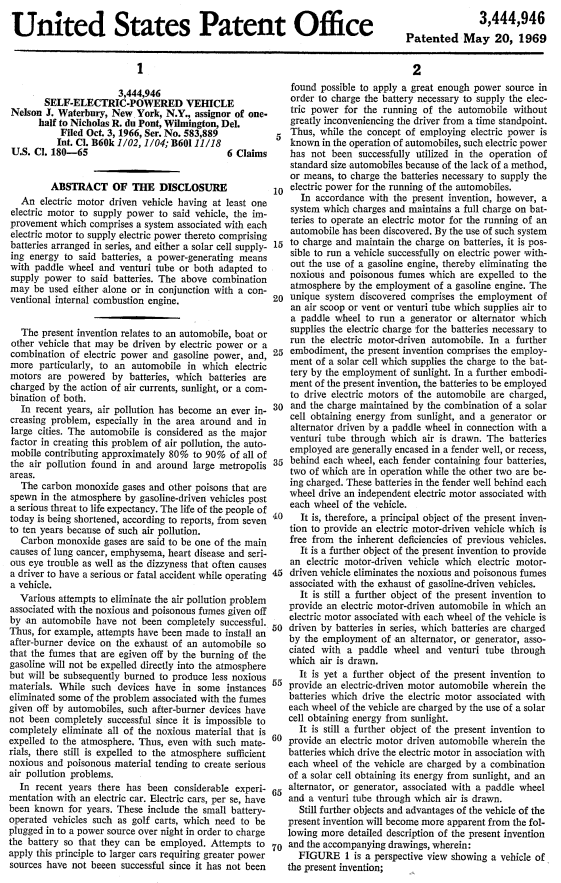 United States Patent Office
3,444,946
Patented May 20, 1969
1
3,444,946
SELF-ELECTRIC-POWERED VEHICLE
Nelson J. Waterbury, New York, N.Y., assignor of one-
half to Nicholas R. du Pont, Wilmington, Del.
Filed Oct. 3, 1966, Ser. No. 583,889
Int. Cl. B60k 1/02, 1/04; B60l 11/18
U.S. Cl. 180—65 6 Claims
ABSTRACT OF THE DISCLOSURE
An electric motor driven vehicle having at least one
electric motor to supply power to said vehicle, the im-
provement which comprises a system associated with each
electric motor to supply electric power thereto comprising
batteries arranged in series, and either a solar cell supply-
ing energy to said batteries, a power-generating means
with paddle wheel and venturi tube or both adapted to
supply power to said batteries. The above combination
may be used either alone or in conjunction with a con-
ventional internal combustion engine.
The present invention relates to an automobile, boat or
other vehicle that may be driven by electric power or a
combination of electric power and gasoline power, and,
more particularly, to an automobile in which electric
motors are powered by batteries, which batteries are
charged by the action of air currents, sunlight, or a com-
bination of both.
In recent years, air pollution has become an ever in-
creasing problem, especially in the area around and in
large cities. The automobile is considered as the major
factor in creating this problem of air pollution, the auto-
mobile contributing approximately 80% to 90% of all of
the air pollution found in and around large metropolis
areas.
The carbon monoxide gases and other poisons that are
spewn in the atmosphere by gasoline-driven vehicles post
a serious threat to life expectancy. The life of the people of
today is being shortened, according to reports, from seven
to ten years because of such air pollution.
Carbon monoxide gases are said to be one of the main
causes of lung cancer, emphysema, heart disease and seri-
ous eye trouble as well as the dizzyness that often causes
a driver to have a serious or fatal accident while operating
a vehicle.
Various attempts to eliminate the air pollution problem
associated with the noxious and poisonous fumes given off
by an automobile have not been completely successful.
Thus, for example, attempts have been made to install an
after-burner device on the exhaust of an automobile so
that the fumes that are egiven off by the burning of the
gasoline will not be expelled directly into the atmosphere
but will be subsequently burned to produce less noxious
materials. While such devices have in some instances
eliminated some of the problem associated with the fumes
given off by automobiles, such after-burner devices have
not been completely successful since it is impossible to
completely eliminate all of the noxious material that is
expelled to the atmosphere. Thus, even with such mate-
rials, there still is expelled to the atmosphere sufficient
noxious and poisonous material tending to create serious
air pollution problems.
In recent years there has been considerable experi-
mentation with an electric car. Electric cars, per se, have
been known for years. These include the small battery-
operated vehicles such as golf carts, which need to be
plugged in to a power source over night in order to charge
the battery so that they can be employed. Attempts to
apply this principle to larger cars requiring greater power
sources have not beeen successful since it has not been
5
10
15
20
25
30
35
40
45
50
55
60
65
70
2
found possible to apply a great enough power source in
order to charge the battery necessary to supply the elec-
tric power for the running of the automobile without
greatly inconveniencing the driver from a time standpoint.
Thus, while the concept of employing electric power is
known in the operation of automobiles, such electric power
has not been successfully utilized in the operation of
standard size automobiles because of the lack of a method,
or means, to charge the batteries necessary to supply the
electric power for the running of the automobiles.
In accordance with the present invention, however, a
system which charges and maintains a full charge on bat-
teries to operate an electric motor for the running of an
automobile has been discovered. By the use of such system
to charge and maintain the charge on batteries, it is pos-
sible to run a vehicle successfully on electric power with-
out the use of a gasoline engine, thereby eliminating the
noxious and poisonous fumes which are expelled to the
atmosphere by the employment of a gasoline engine. The
unique system discovered comprises the employment of
an air scoop or vent or venturi tube which supplies air to
a paddle wheel to run a generator or alternator which
supplies the electric charge for the batteries necessary to
run the electric motor-driven automobile. In a further
embodiment, the present invention comprises the employ-
ment of a solar cell which supplies the charge to the bat-
tery by the employment of sunlight. In a further embodi-
ment of the present invention, the batteries to be employed
to drive electric motors of the automobile are charged,
and the charge maintained by the combination of a solar
cell obtaining energy from sunlight, and a generator or
alternator driven by a paddle wheel in connection with a
venturi tube through which air is drawn. The batteries
employed are generally encased in a fender well, or recess,
behind each wheel, each fender containing four batteries,
two of which are in operation while the other two are be-
ing charged. These batteries in the fender well behind each
wheel drive an independent electric motor associated with
each wheel of the vehicle.
It is, therefore, a principal object of the present inven-
tion to provide an electric motor-driven vehicle which is
free from the inherent deficiencies of previous vehicles.
It is a further object of the present invention to provide
an electric motor-driven vehicle which electric motor-
driven vehicle eliminates the noxious and poisonous fumes
associated with the exhaust of gasoline-driven vehicles.
It is still a further object of the present invention to
provide an electric motor-driven automobile in which an
electric motor associated with each wheel of the vehicle is
driven by batteries in series, which batteries are charged
by the employment of an alternator, or generator, asso-
ciated with a paddle wheel and venturi tube through
which air is drawn.
It is yet a further object of the present invention to
provide an electric-driven motor automobile wherein the
batteries which drive the electric motor associated with
each wheel of the vehicle are charged by the use of a solar
cell obtaining energy from sunlight.
It is still a further object of the present invention to
provide an electric motor driven automobile wherein the
batteries which drive the electric motor in association with
each wheel of the vehicle are charged by a combination
of a solar cell obtaining its energy from sunlight, and an
alternator, or generator, associated with a paddle wheel
and a venturi tube through which air is drawn.
Still further objects and advantages of the vehicle of the
present invention will become more apparent from the fol-
lowing more detailed description of the present invention
and the accompanying drawings, wherein:
FIGURE 1 is a perspective view showing a vehicle of
the present invention;